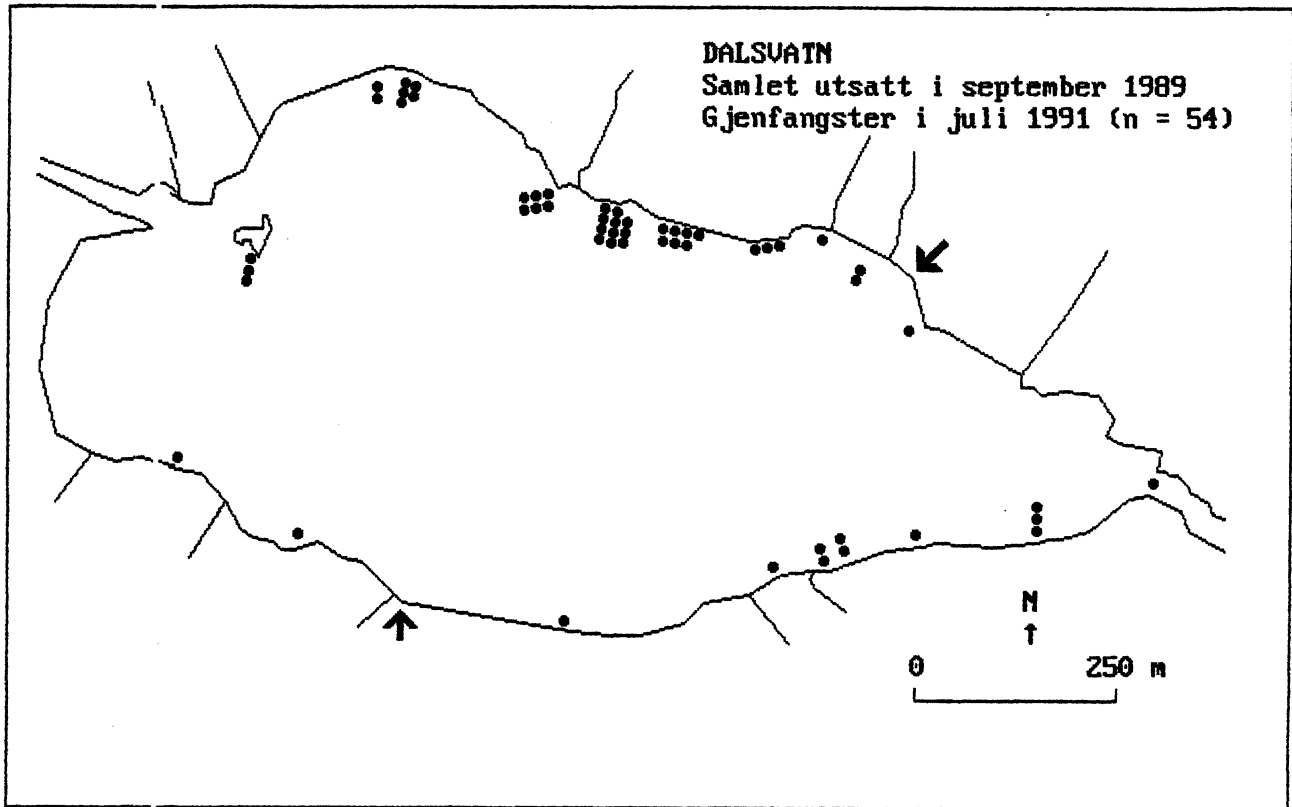 DALSVATN
Samlet utsatt i september 1989
Gjenfangster i juli 1991 (n = 54)
N
0 250 m